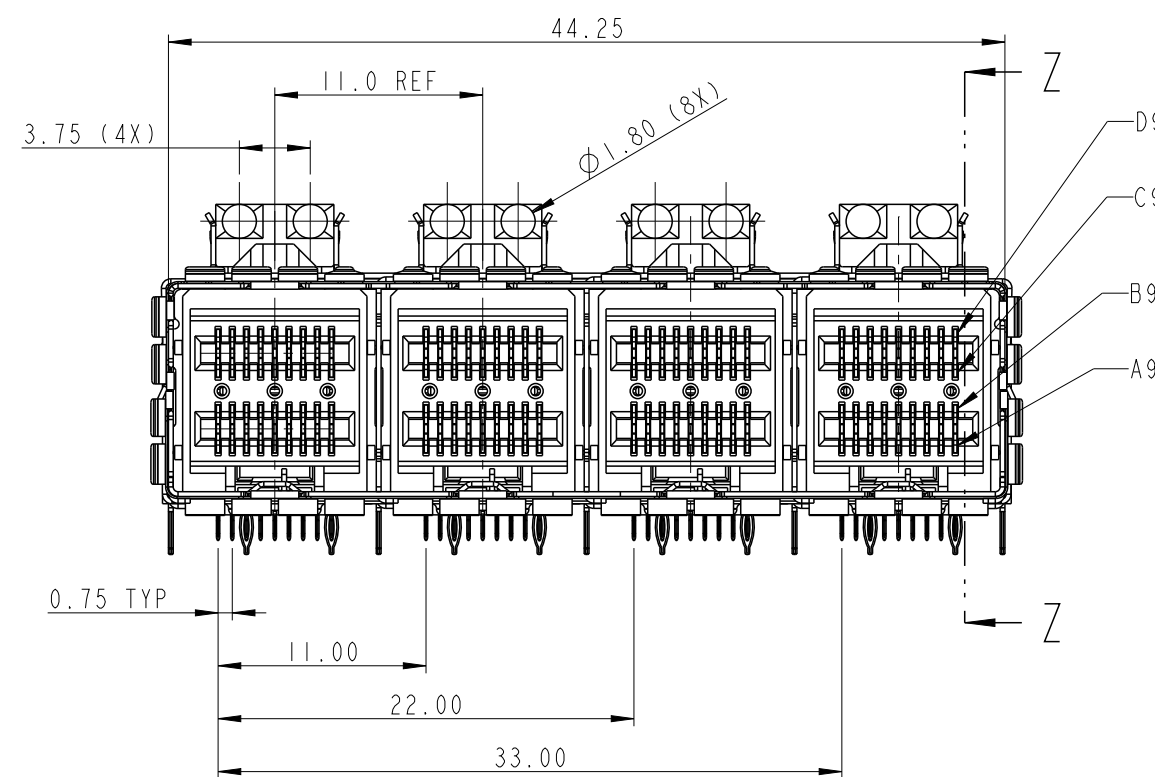 44.25
11.0 REF
Z
3.75 (4X)
Ø1.80 (8X)
D9
C9
B9
A9
0.75 TYP
Z
11.00
22.00
33.00